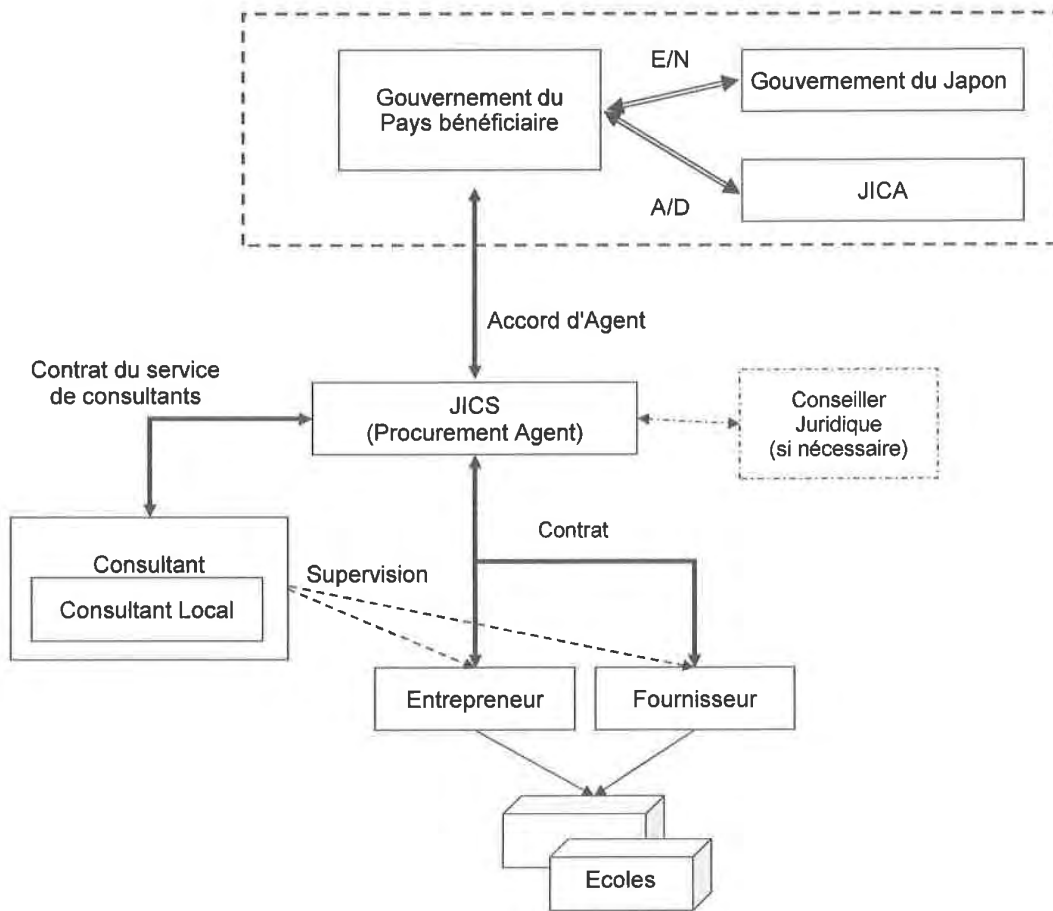 E/N
Gouvernement du
Pays bénéficiaire
Gouvernement du Japon
JICA
A/D
Accord d'Agent
Contrat du service
de consultants
JICS
(Procurement Agent)
Conseiller
Juridique
(si nécessaire)
Contrat
Consultant
Supervision
Consultant Local
Entrepreneur
Fournisseur
Ecoles